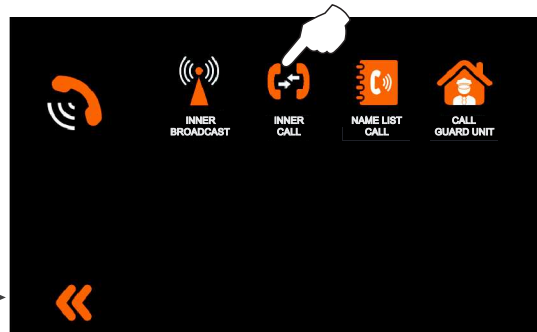 INNER
BROADCAST
INNER
CALL
NAME LIST
CALL
CALL
GUARD UNIT